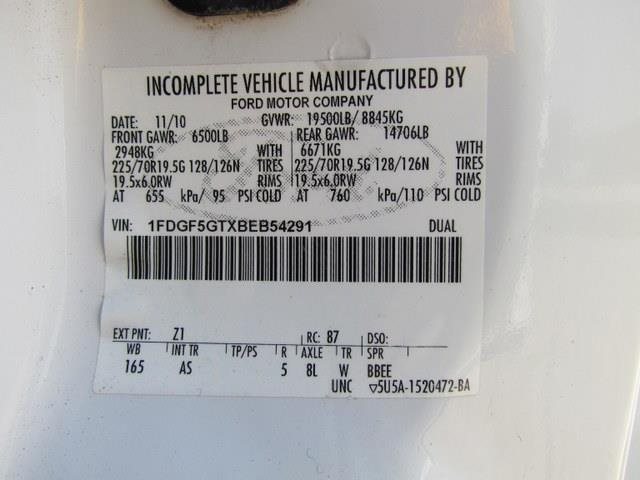 INCOMPLETE VEHICLE MANUFACTURED BY
FORD MOTOR COMPANY
DATE: 11/10 GVWR: 19500LB/ 8845KG
FRONT GAWR: 6500LB REAR GAWR: 14706LB
2948KG WITH 6671KG WITH
225/70R19.5G 128/126N TIRES 225/70R19.5G 128/126N TIRES
19.5x6.0RW RIMS 19.5x6.0RW RIMS
AT 655 kPa/ 95 PSI COLD AT 760 kPa/110 PSI COLD
VIN: 1FDGF5GTXBEB54291 DUAL
EXT PNT: Z1 RC: 87 DSO:
WB INT TR TP/PS R AXLE TR SPR
165 AS 5 8L W BBEE
UNC ▽5U5A-1520472-BA